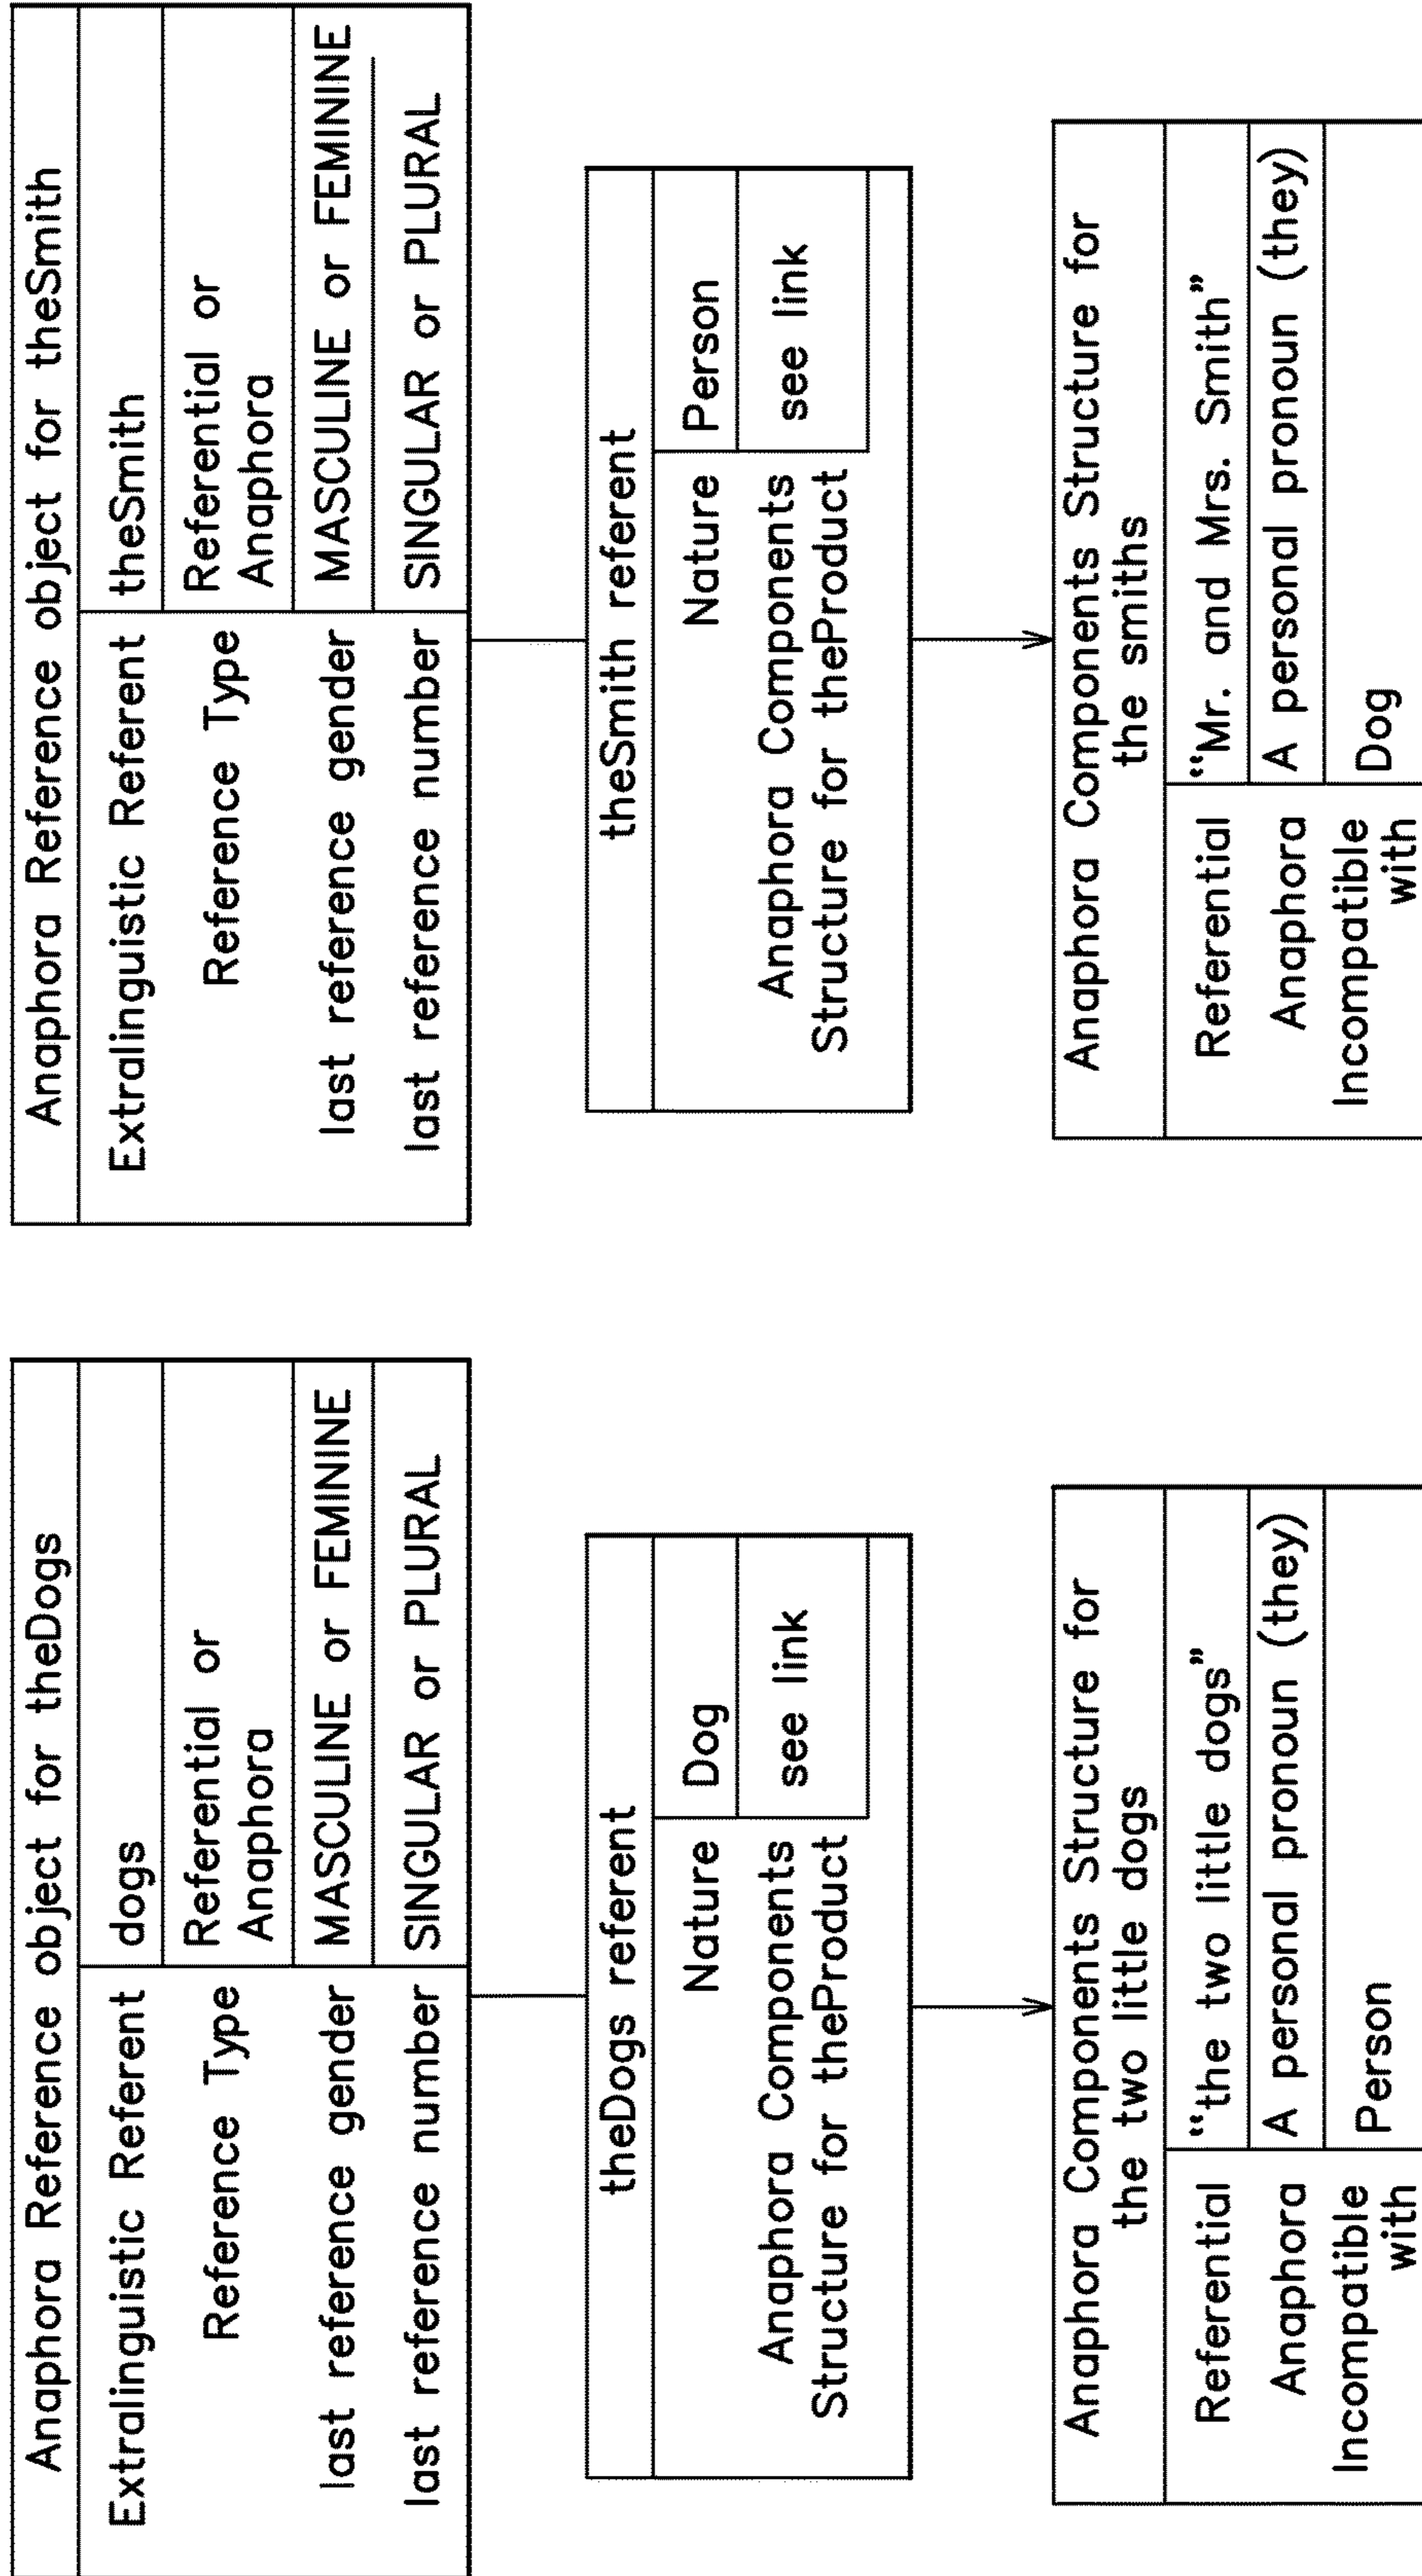 Anaphora Reference object for theDogs
Extralinguistic Referent dogs
Reference Type Referential or
Anaphora
last reference gender MASCULINE or FEMININE
last reference number SINGULAR or PLURAL
theDogs referent
Nature Dog
Anaphora Components see link
Structure for theProduct
Anaphora Components Structure for
the two little dogs
Referential “the two little dogs”
Anaphora A personal pronoun (they)
Incompatible Person
with
Anaphora Reference object for theSmith
Extralinguistic Referent theSmith
Reference Type Referential or
Anaphora
last reference gender MASCULINE or FEMININE
last reference number SINGULAR or PLURAL
theSmith referent
Nature Person
Anaphora Components see link
Structure for theProduct
Anaphora Components Structure for
the smiths
Referential “Mr. and Mrs. Smith”
Anaphora A personal pronoun (they)
Incompatible Dog
with